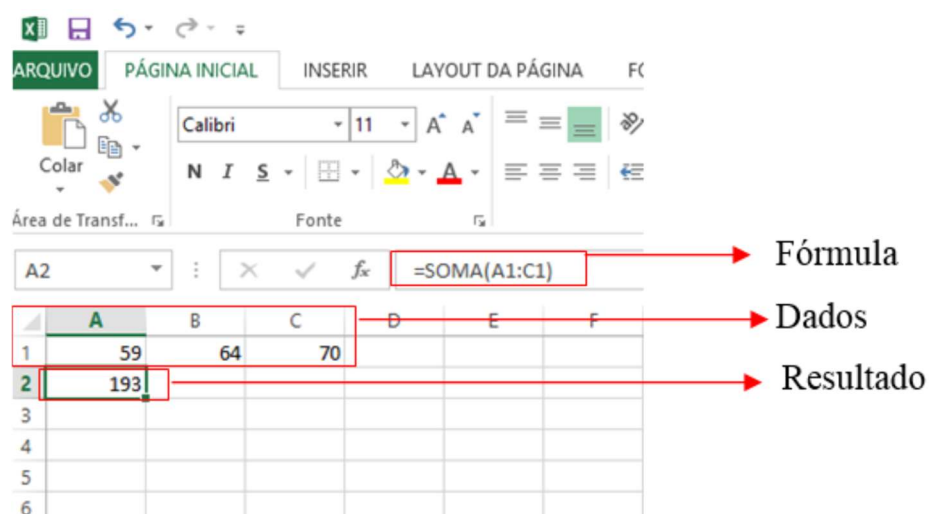 ARQUIVO PÁGINA INICIAL INSERIR LAYOUT DA PÁGINA
Calibri 11 A A
Colar
N I S A
Área de Transf... Fonte
A2 fx =SOMA(A1:C1) Fórmula
A B C D E F
Dados
1 59 64 70
2 193 Resultado
3
4
5
6